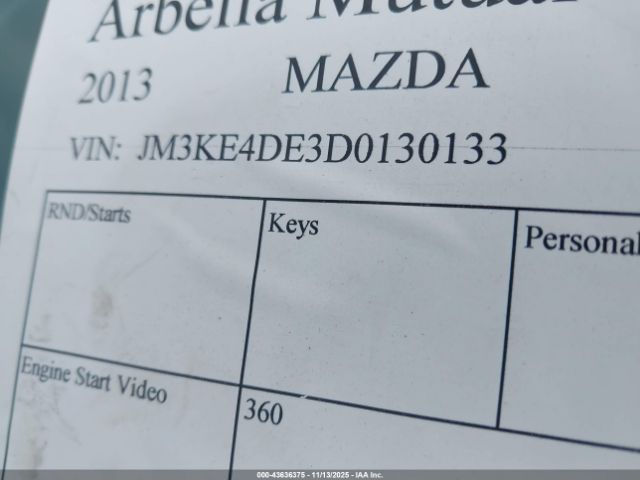 Arbella Mutual
2013 MAZDA
VIN: JM3KE4DE3D0130133
RND/Starts Keys Personal
Engine Start Video 360
000-43636375 - 11/13/2025 - IAA Inc.